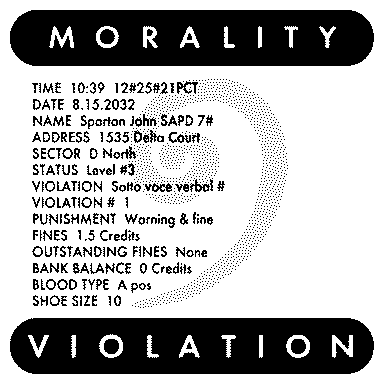 MORALITY
TIME 10:39 12#25#21PCT
DATE 8.15.2032
NAME Spartan John SAPD 7#
ADDRESS 1535 Delta Court
SECTOR D North
STATUS Level #3
VIOLATION Sotto voce verbal #
VIOLATION # 1
PUNISHMENT Warning & fine
FINES 1.5 Credits
OUTSTANDING FINES None
BANK BALANCE 0 Credits
BLOOD TYPE A pos
SHOE SIZE 10
VIOLATION